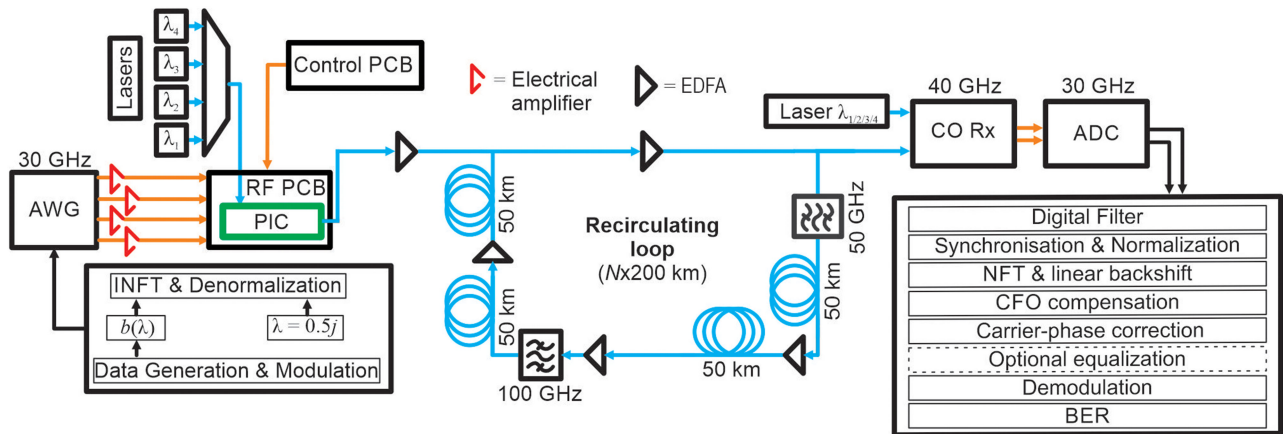 Lasers
λ4
λ3
λ2
λ1
Control PCB
= Electrical
amplifier
= EDFA
30 GHz
AWG
RF PCB
PIC
INFT & Denormalization
b(λ)
λ = 0.5j
Data Generation & Modulation
50 km
50 km
Recirculating
loop
(Nx200 km)
100 GHz
50 km
50 km
50 GHz
Laser λ1/2/3/4
40 GHz
CO Rx
30 GHz
ADC
Digital Filter
Synchronisation & Normalization
NFT & linear backshift
CFO compensation
Carrier-phase correction
Optional equalization
Demodulation
BER